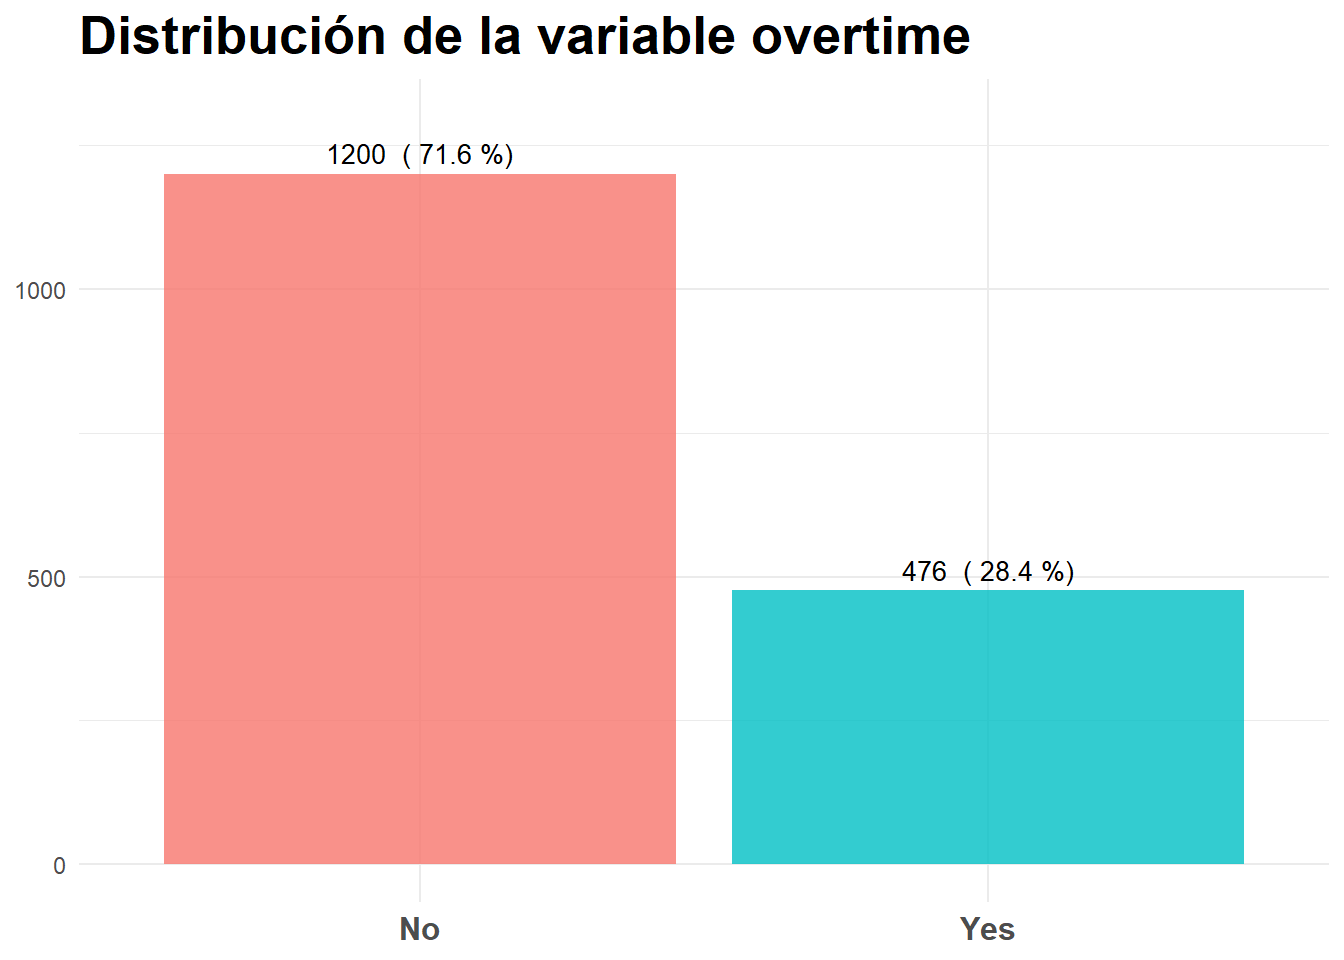 Distribución de la variable overtime
1200  ( 71.6 %)
1000
476  ( 28.4 %)
500
0
No
Yes